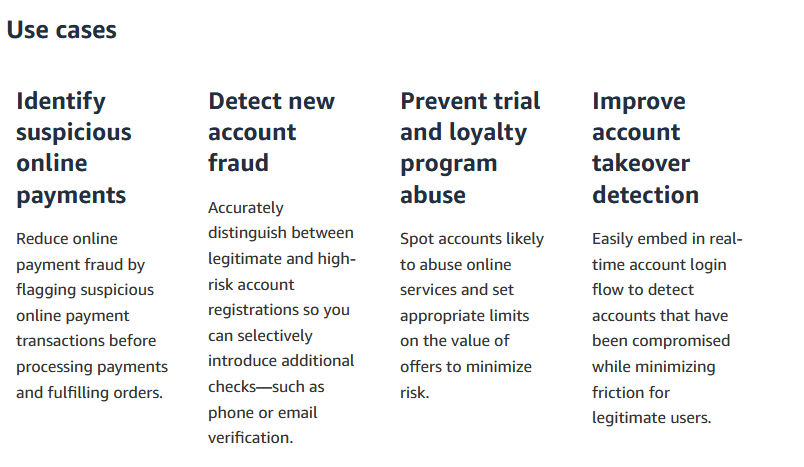 Use cases
Identify
suspicious
online
payments
Reduce online
payment fraud by
flagging suspicious
online payment
transactions before
processing payments
and fulfilling orders.
Detect new
account
fraud
Accurately
distinguish between
legitimate and high-
risk account
registrations so you
can selectively
introduce additional
checks—such as
phone or email
verification.
Prevent trial
and loyalty
program
abuse
Spot accounts likely
to abuse online
services and set
appropriate limits
on the value of
offers to minimize
risk.
Improve
account
takeover
detection
Easily embed in real-
time account login
flow to detect
accounts that have
been compromised
while minimizing
friction for
legitimate users.